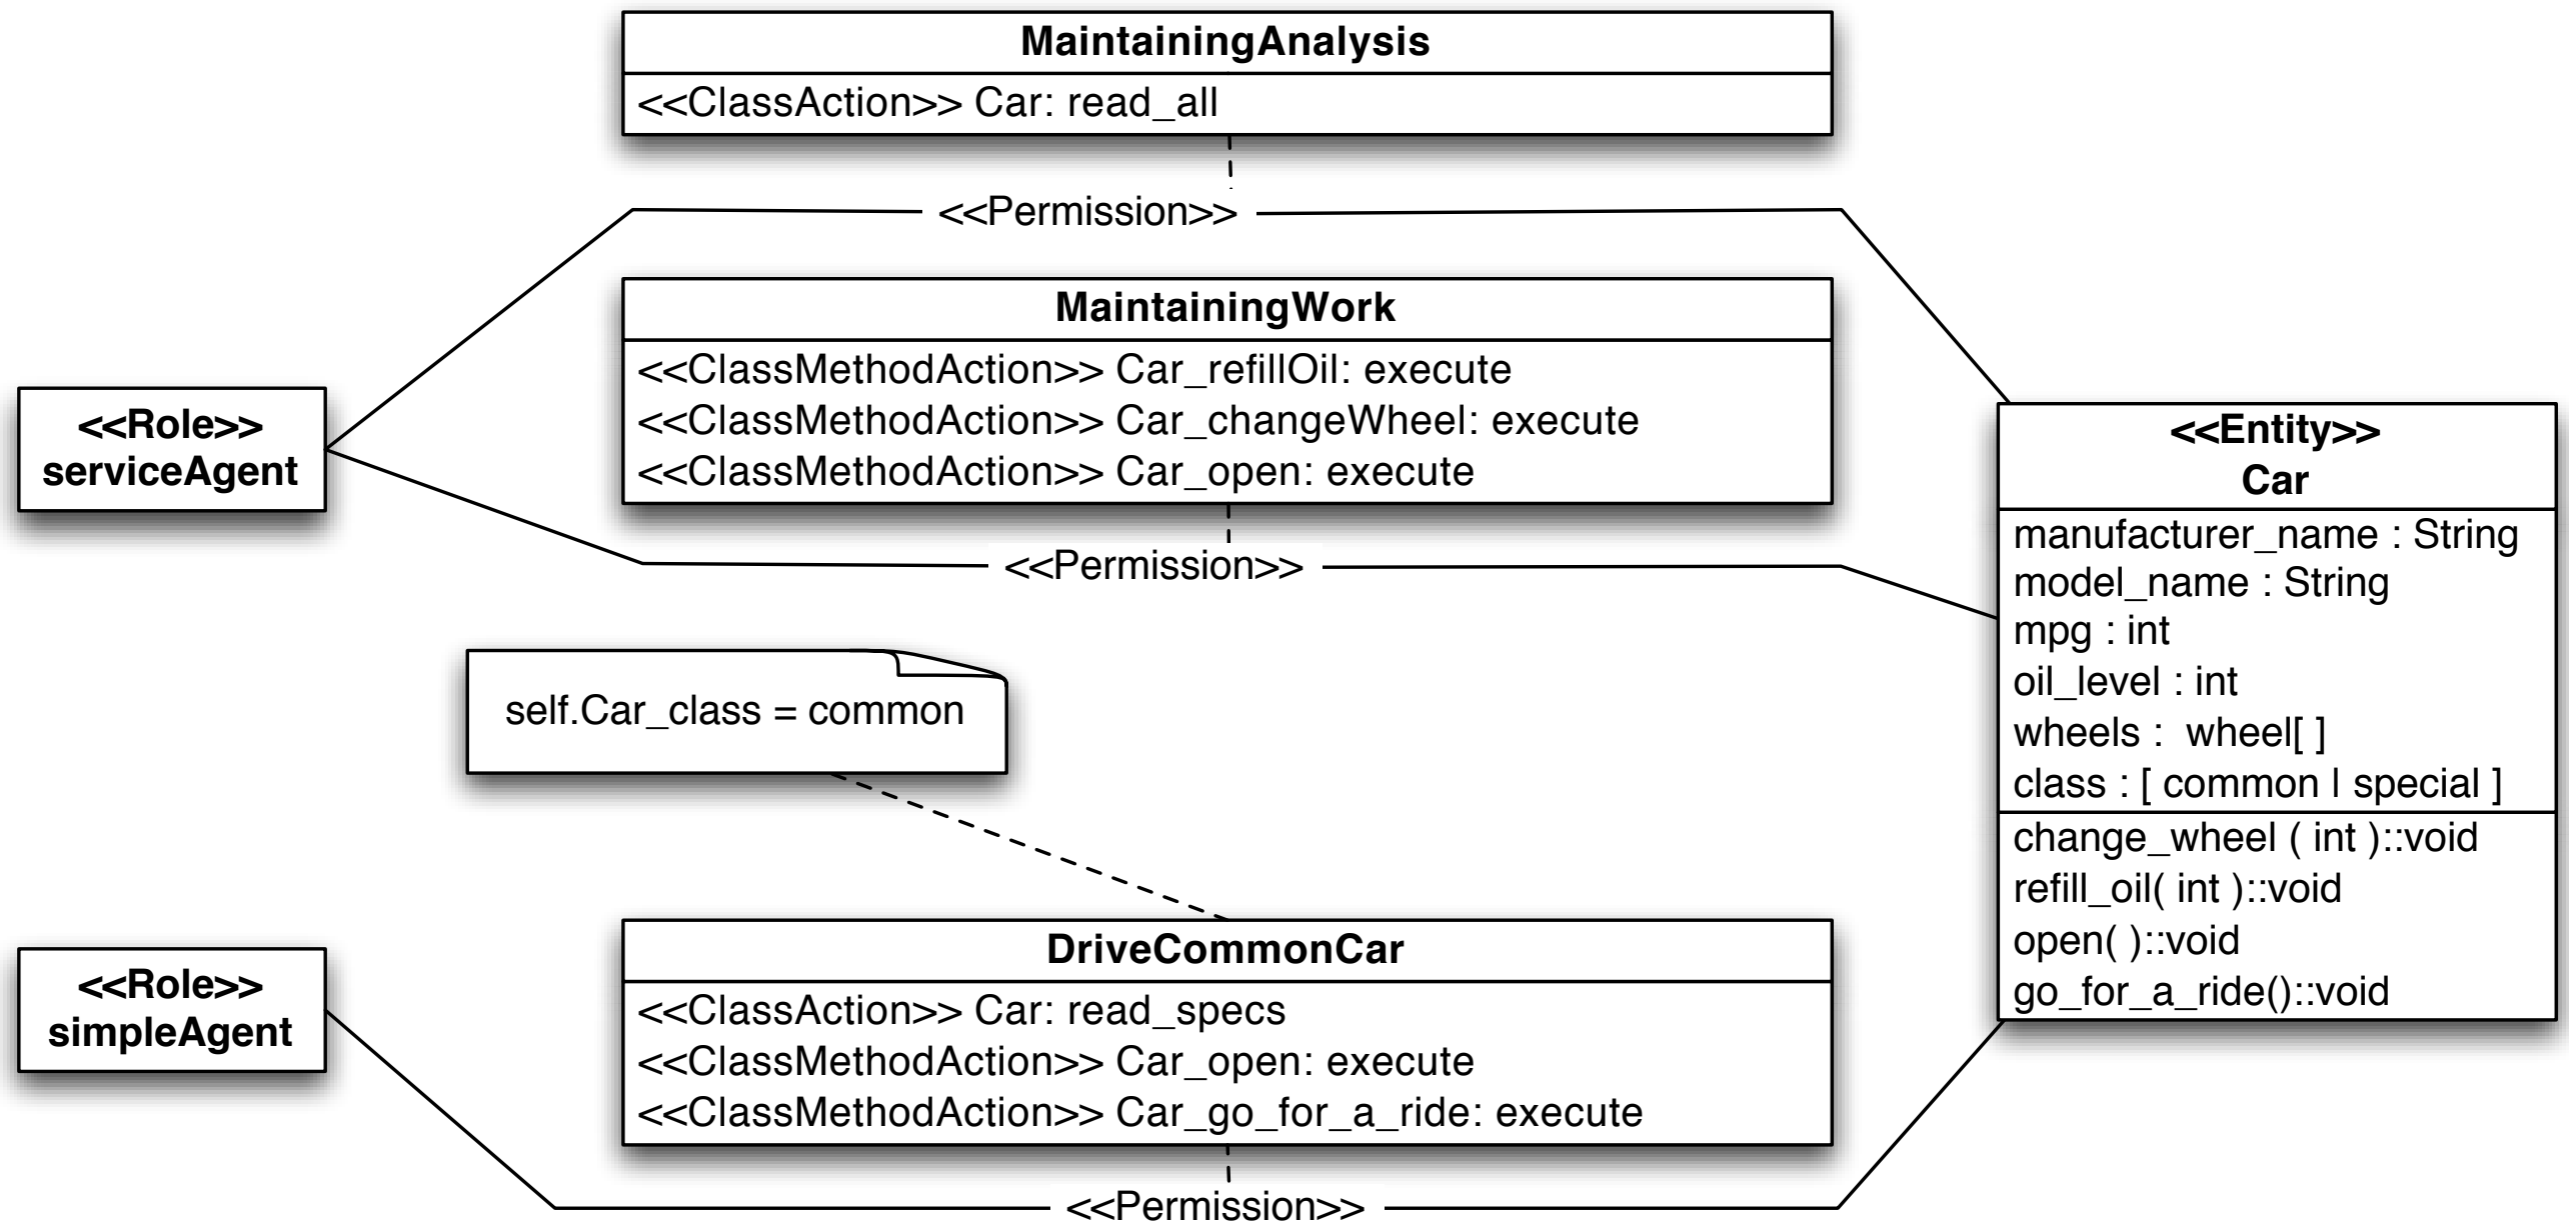 MaintainingAnalysis
<<ClassAction>> Car: read_all
<<Permission>>
MaintainingWork
<<ClassMethodAction>> Car_refillOil: execute
<<ClassMethodAction>> Car_changeWheel: execute
<<ClassMethodAction>> Car_open: execute
<<Permission>>
<<Role>>
serviceAgent
<<Entity>>
Car
manufacturer_name : String
model_name : String
mpg : int
oil_level : int
wheels :  wheel[ ]
class : [ common | special ]
change_wheel ( int )::void
refill_oil( int )::void
open( )::void
go_for_a_ride()::void
self.Car_class = common
<<Role>>
simpleAgent
DriveCommonCar
<<ClassAction>> Car: read_specs
<<ClassMethodAction>> Car_open: execute
<<ClassMethodAction>> Car_go_for_a_ride: execute
<<Permission>>